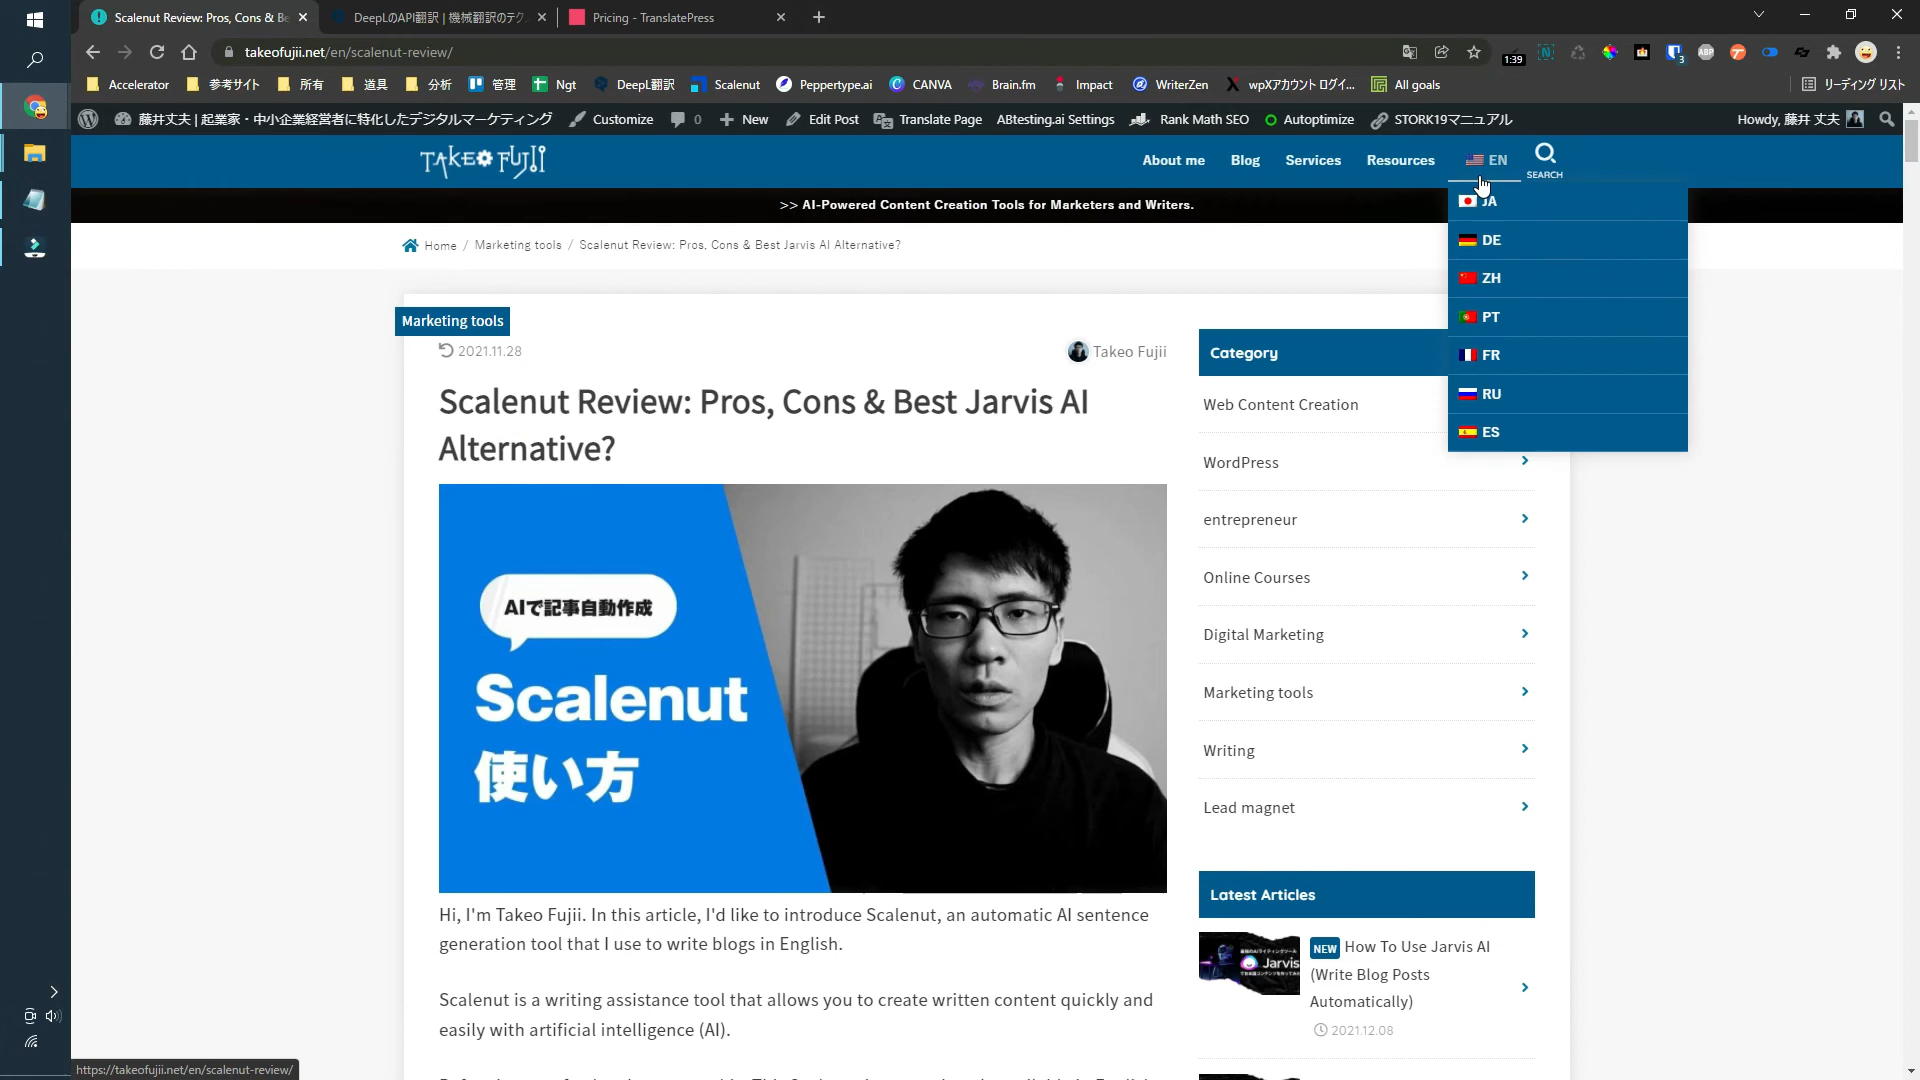 Scalenut Review: Pros, Cons & Be
DeepLのAPI翻訳 | 機械翻訳のテク
Pricing - TranslatePress
takeofujii.net/en/scalenut-review/
1:39
3
Accelerator
参考サイト
所有
道具
分析
管理
Ngt
DeepL翻訳
Scalenut
Peppertype.ai
CANVA
Brain.fm
Impact
WriterZen
wpXアカウント ログイ...
All goals
リーディング リスト
藤井丈夫 | 起業家・中小企業経営者に特化したデジタルマーケティング
Customize
0
New
Edit Post
Translate Page
ABtesting.ai Settings
Rank Math SEO
Autoptimize
STORK19マニュアル
Howdy, 藤井 丈夫
TAKEO FUJII
About me
Blog
Services
Resources
EN
SEARCH
>> AI-Powered Content Creation Tools for Marketers and Writers.
JA
DE
ZH
PT
FR
RU
ES
Home / Marketing tools / Scalenut Review: Pros, Cons & Best Jarvis AI Alternative?
Marketing tools
2021.11.28
Takeo Fujii
Scalenut Review: Pros, Cons & Best Jarvis AI
Alternative?
AIで記事自動作成
Scalenut
使い方
Hi, I'm Takeo Fujii. In this article, I'd like to introduce Scalenut, an automatic AI sentence
generation tool that I use to write blogs in English.
Scalenut is a writing assistance tool that allows you to create written content quickly and
easily with artificial intelligence (AI).
Category
Web Content Creation
WordPress
entrepreneur
Online Courses
Digital Marketing
Marketing tools
Writing
Lead magnet
Latest Articles
NEW How To Use Jarvis AI
(Write Blog Posts
Automatically)
2021.12.08
Jarvis
https://takeofujii.net/en/scalenut-review/